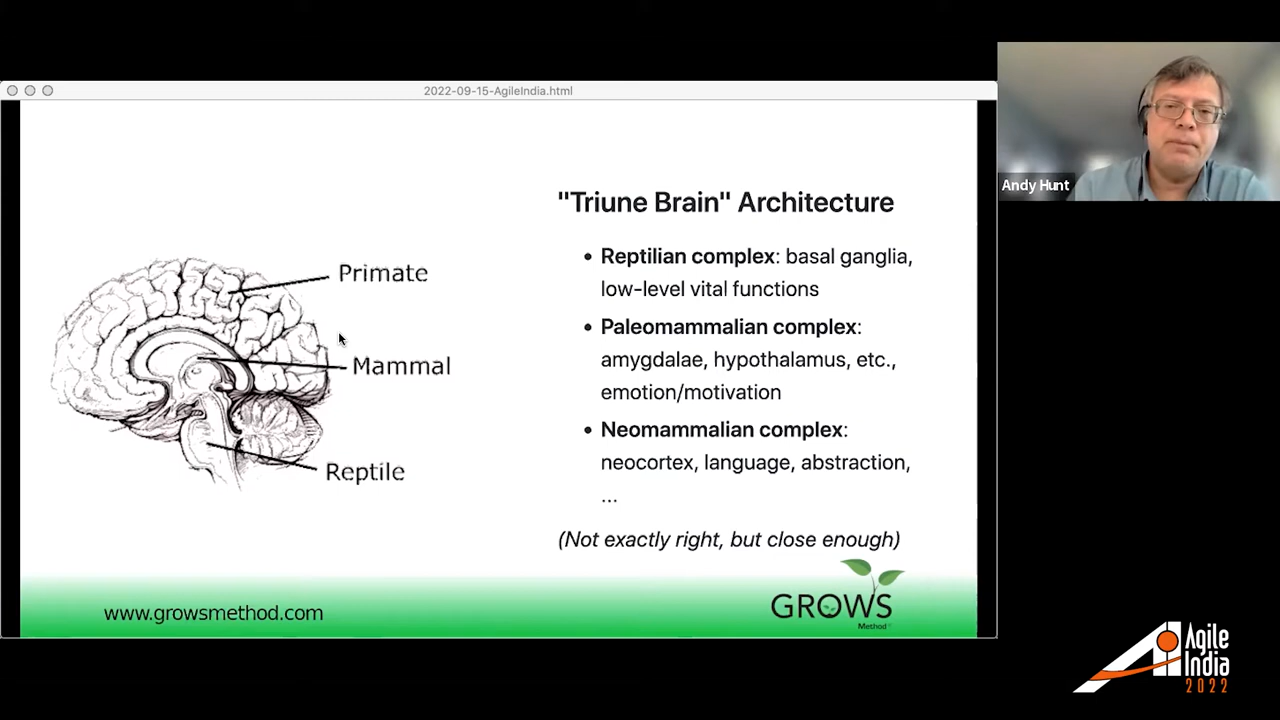 2022-09-15-AgileIndia.html
Andy Hunt
"Triune Brain" Architecture
Primate
Mammal
Reptile
• Reptilian complex: basal ganglia,
low-level vital functions
• Paleomammalian complex:
amygdalae, hypothalamus, etc.,
emotion/motivation
• Neomammalian complex:
neocortex, language, abstraction,
...
(Not exactly right, but close enough)
www.growsmethod.com
GROWS
Method
Agile
India
2022